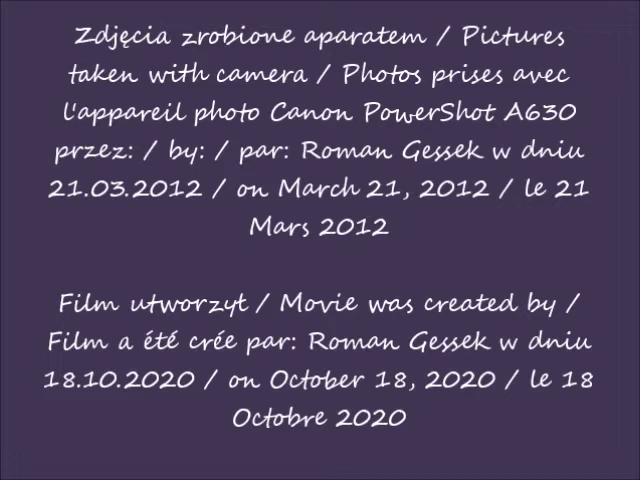 Zdjęcia zrobione aparatem / Pictures
taken with camera / Photos prises avec
l'appareil photo Canon PowerShot A630
przez: / by: / par: Roman Gessek w dniu
21.03.2012 / on March 21, 2012 / le 21
Mars 2012
Film utworzył / Movie was created by /
Film a été crée par: Roman Gessek w dniu
18.10.2020 / on October 18, 2020 / le 18
Octobre 2020